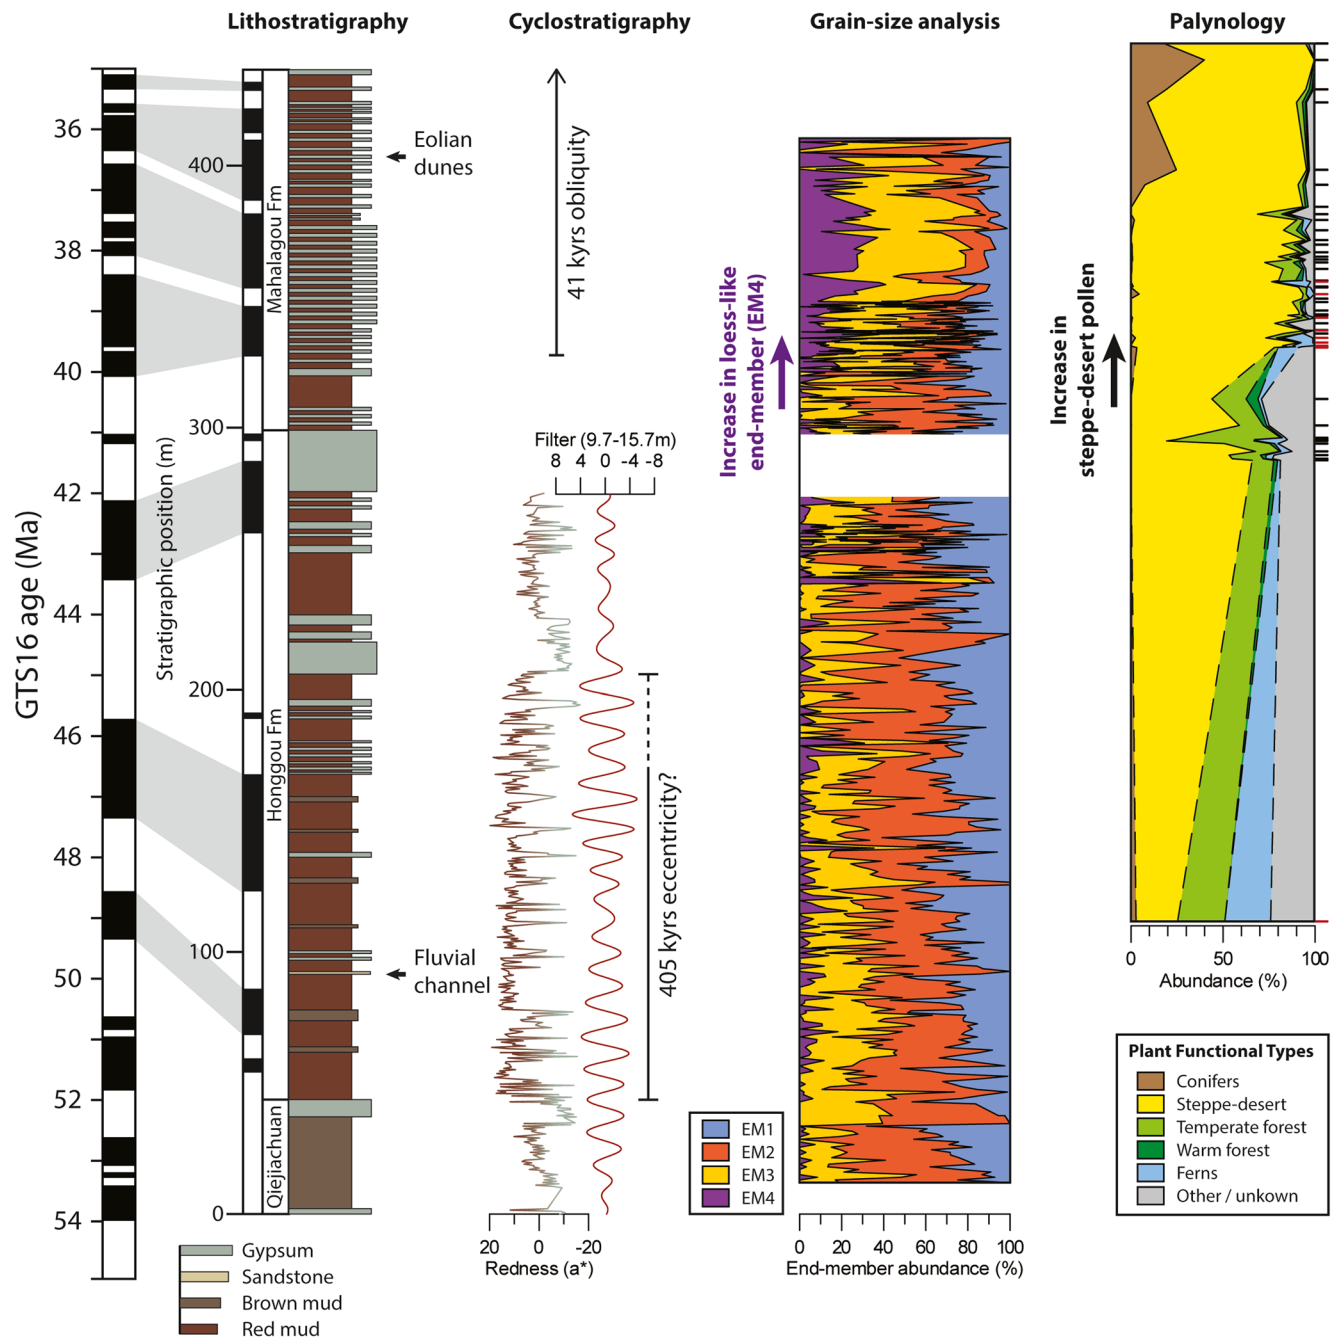 Lithostratigraphy
Cyclostratigraphy
Grain-size analysis
Palynology
GTS16 age (Ma)
36
38
40
42
44
46
48
50
52
54
Stratigraphic position (m)
400
300
200
100
0
Mahalagou Fm
Honggou Fm
Qiejiachuan
Eolian
dunes
Fluvial
channel
Gypsum
Sandstone
Brown mud
Red mud
41 kyrs obliquity
Filter (9.7-15.7m)
8 4 0 -4 -8
405 kyrs eccentricity?
20 0 -20
Redness (a*)
Increase in loess-like
end-member (EM4)
EM1
EM2
EM3
EM4
0 20 40 60 80 100
End-member abundance (%)
Increase in
steppe-desert pollen
0 50 100
Abundance (%)
Plant Functional Types
Conifers
Steppe-desert
Temperate forest
Warm forest
Ferns
Other / unkown